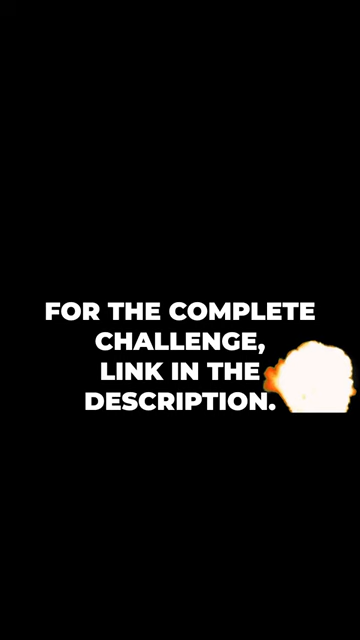 FOR THE COMPLETE
CHALLENGE,
LINK IN THE
DESCRIPTION.